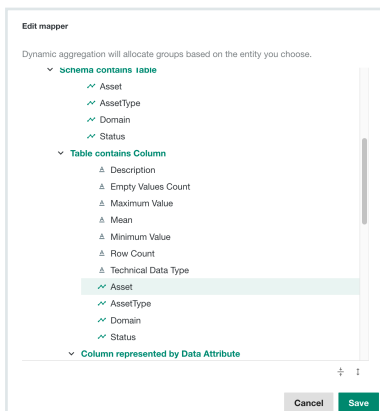 Edit mapper
Dynamic aggregation will allocate groups based on the entity you choose.
Schema contains Table
Asset
AssetType
Domain
Status
Table contains Column
Description
Empty Values Count
Maximum Value
Mean
Minimum Value
Row Count
Technical Data Type
Asset
AssetType
Domain
Status
Column represented by Data Attribute
Cancel Save